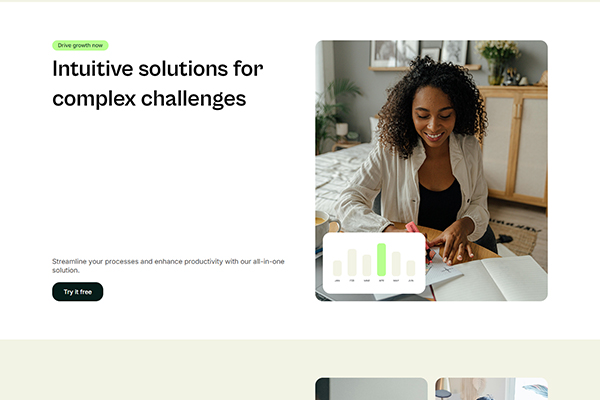 Drive growth now
Intuitive solutions for
complex challenges
Streamline your processes and enhance productivity with our all-in-one
solution.
Try it free